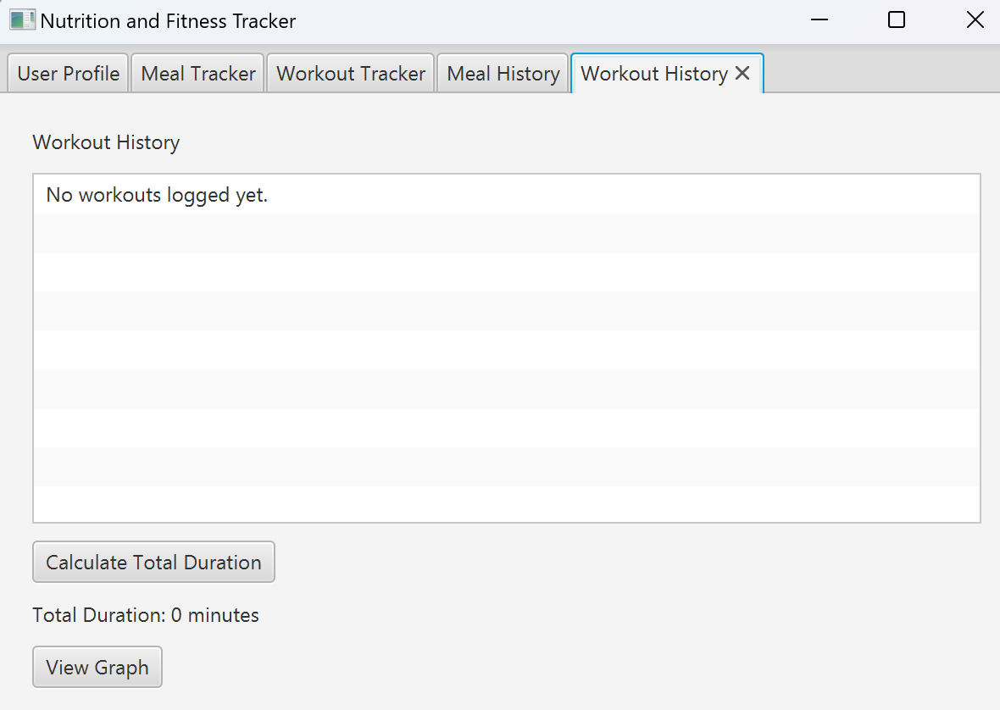 Nutrition and Fitness Tracker
User Profile Meal Tracker Workout Tracker Meal History Workout History
Workout History
No workouts logged yet.
Calculate Total Duration
Total Duration: 0 minutes
View Graph